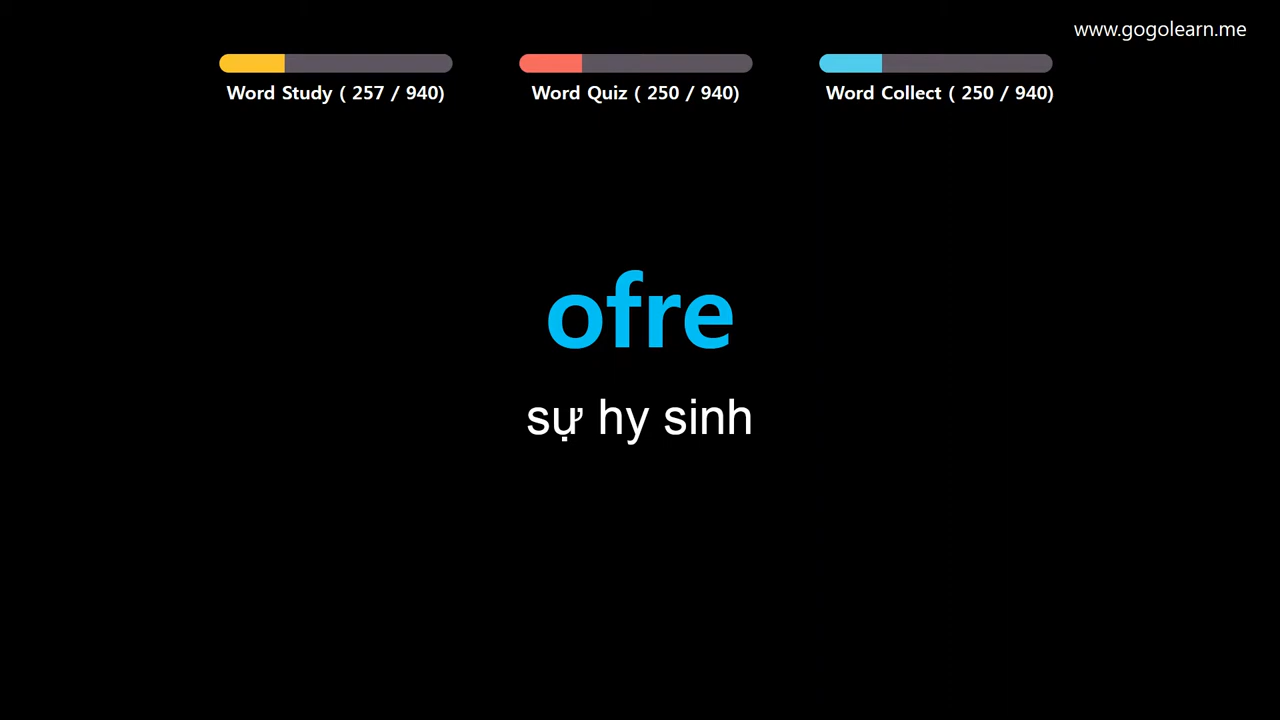 www.gogolearn.me
Word Study ( 257 / 940)
Word Quiz ( 250 / 940)
Word Collect ( 250 / 940)
ofre
sự hy sinh